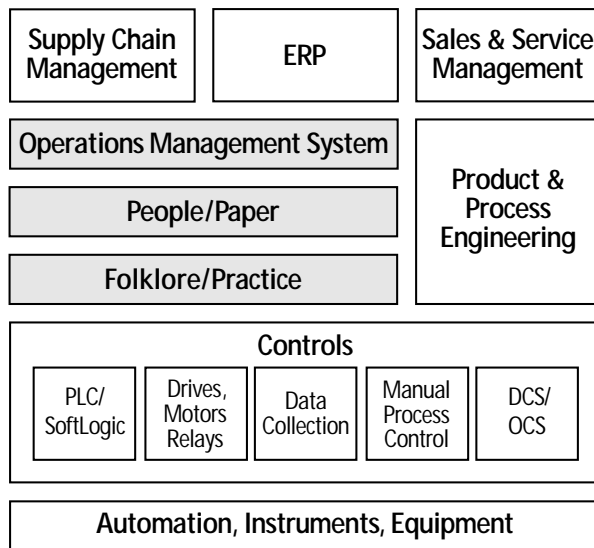 Supply Chain
Management
ERP
Sales & Service
Management
Operations Management System
People/Paper
Folklore/Practice
Product &
Process
Engineering
Controls
PLC/
SoftLogic
Drives,
Motors
Relays
Data
Collection
Manual
Process
Control
DCS/
OCS
Automation, Instruments, Equipment